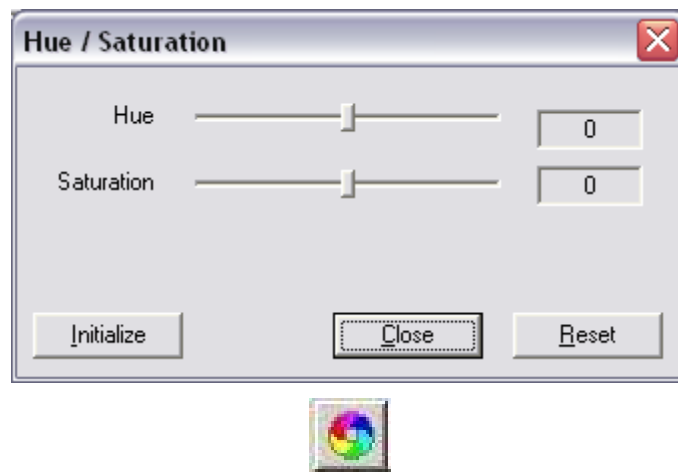 Hue / Saturation
Hue 0
Saturation 0
Initialize Close Reset